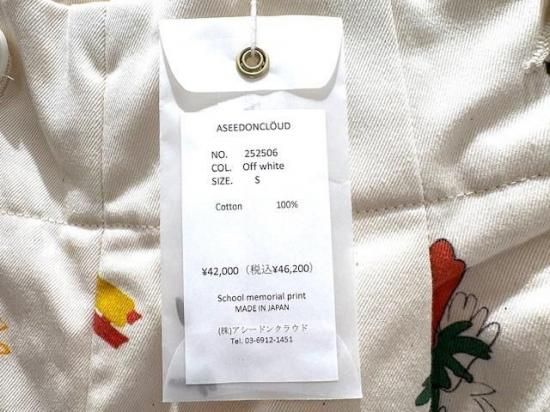 ASEEDONCLÖUD
NO. 252506
COL. Off white
SIZE. S
Cotton 100%
¥42,000（税込¥46,200）
School memorial print
MADE IN JAPAN
(株)アシードンクラウド
Tel. 03-6912-1451